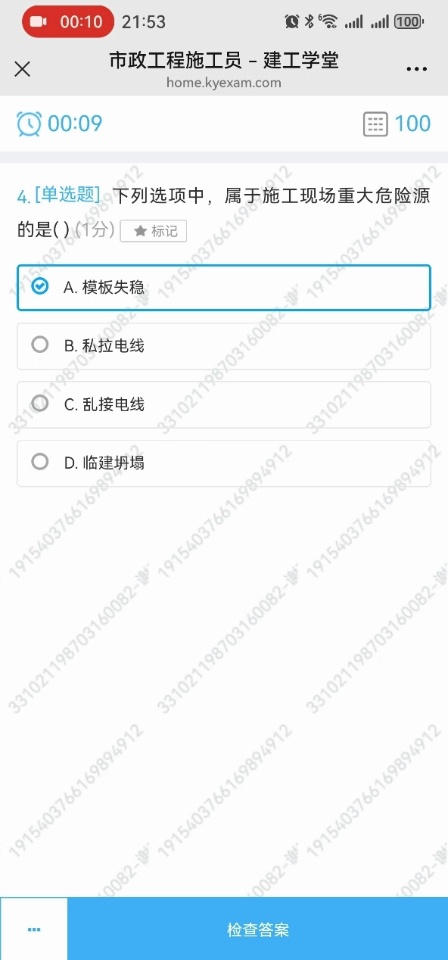 00:10 21:53 100
市政工程施工员 – 建工学堂
home.kyexam.com
00:09 100
4.[单选题] 下列选项中，属于施工现场重大危险源
的是( ) (1分) ★ 标记
A. 模板失稳
B. 私拉电线
C. 乱接电线
D. 临建坍塌
检查答案